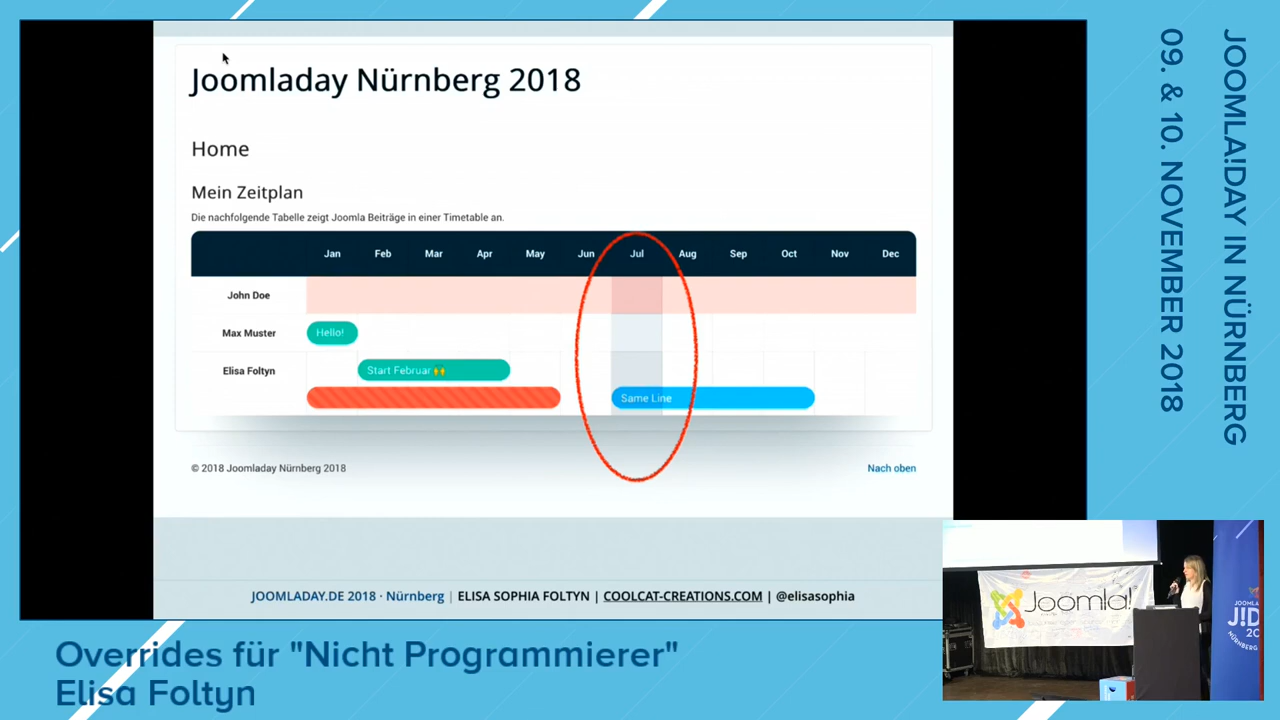 Joomladay Nürnberg 2018
Home
Mein Zeitplan
Die nachfolgende Tabelle zeigt Joomla Beiträge in einer Timetable an.
Jan Feb Mar Apr May Jun Jul Aug Sep Oct Nov Dec
John Doe
Max Muster
Hello!
Elisa Foltyn
Start Februar 🙌
Same Line
© 2018 Joomladay Nürnberg 2018
Nach oben
JOOMLADAY.DE 2018 · Nürnberg | ELISA SOPHIA FOLTYN | COOLCAT-CREATIONS.COM | @elisasophia
JOOMLA!DAY IN NÜRNBERG
09. & 10. NOVEMBER 2018
Joomla!
Overrides für "Nicht Programmierer"
Elisa Foltyn